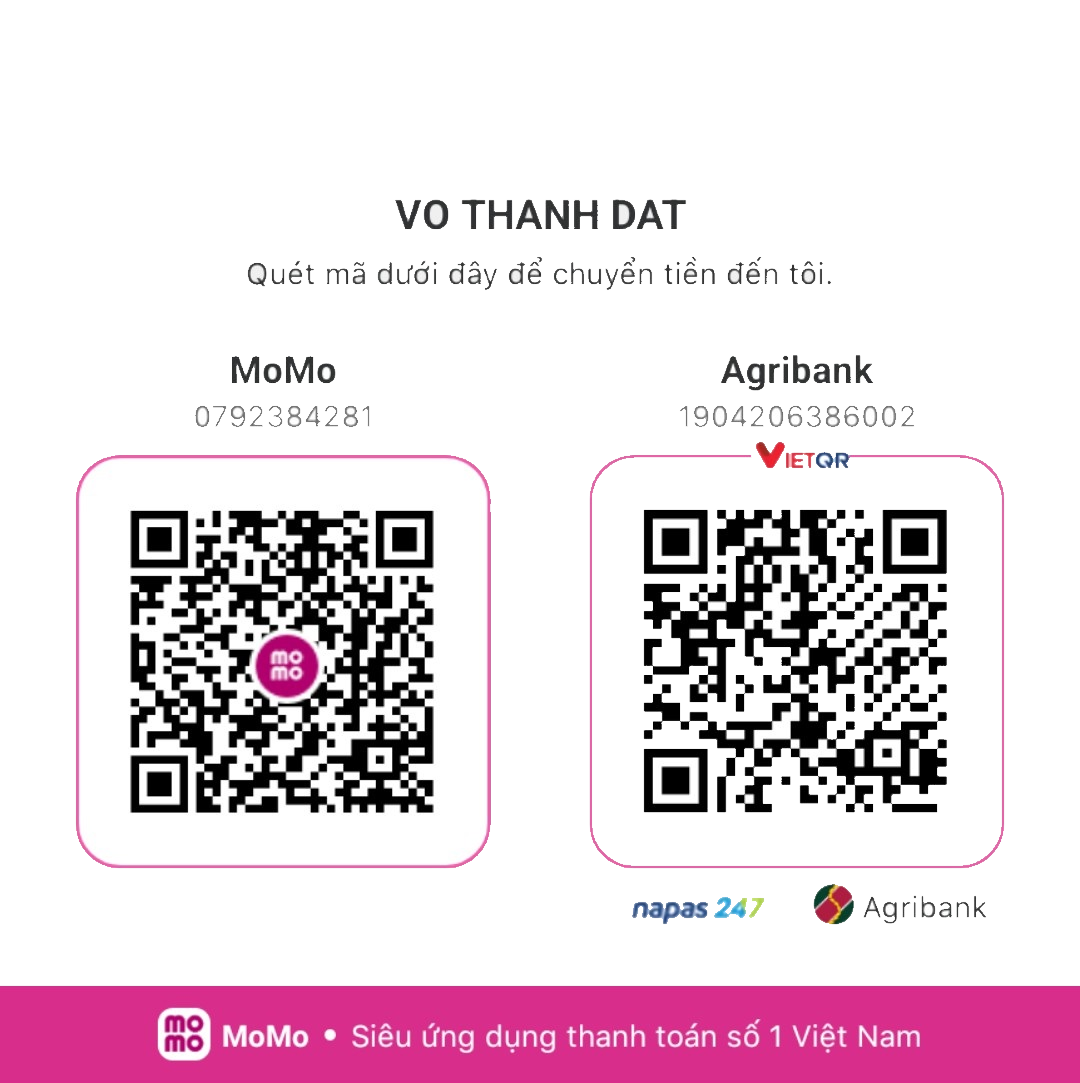 VO THANH DAT
Quét mã dưới đây để chuyển tiền đến tôi.
MoMo
0792384281
mo
mo
Agribank
1904206386002
VIETQR
napas 247
Agribank
mo
mo
MoMo • Siêu ứng dụng thanh toán số 1 Việt Nam